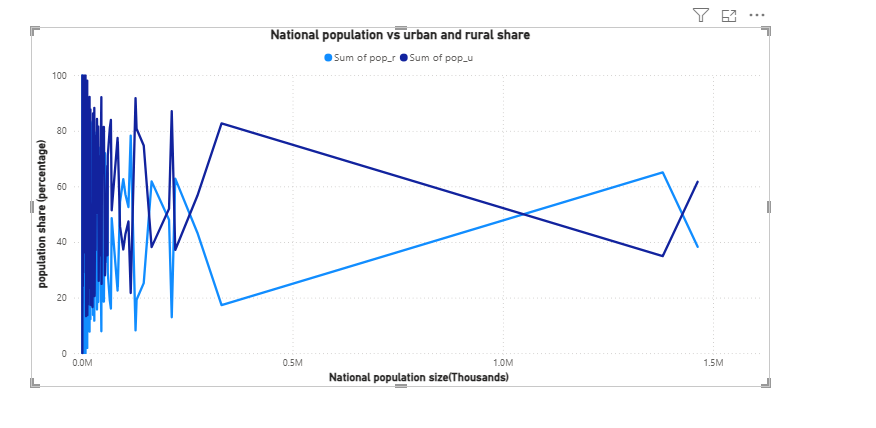 National population vs urban and rural share
Sum of pop_r Sum of pop_u
100
80
60
40
20
0
population share (percentage)
0.0M 0.5M 1.0M 1.5M
National population size(Thousands)